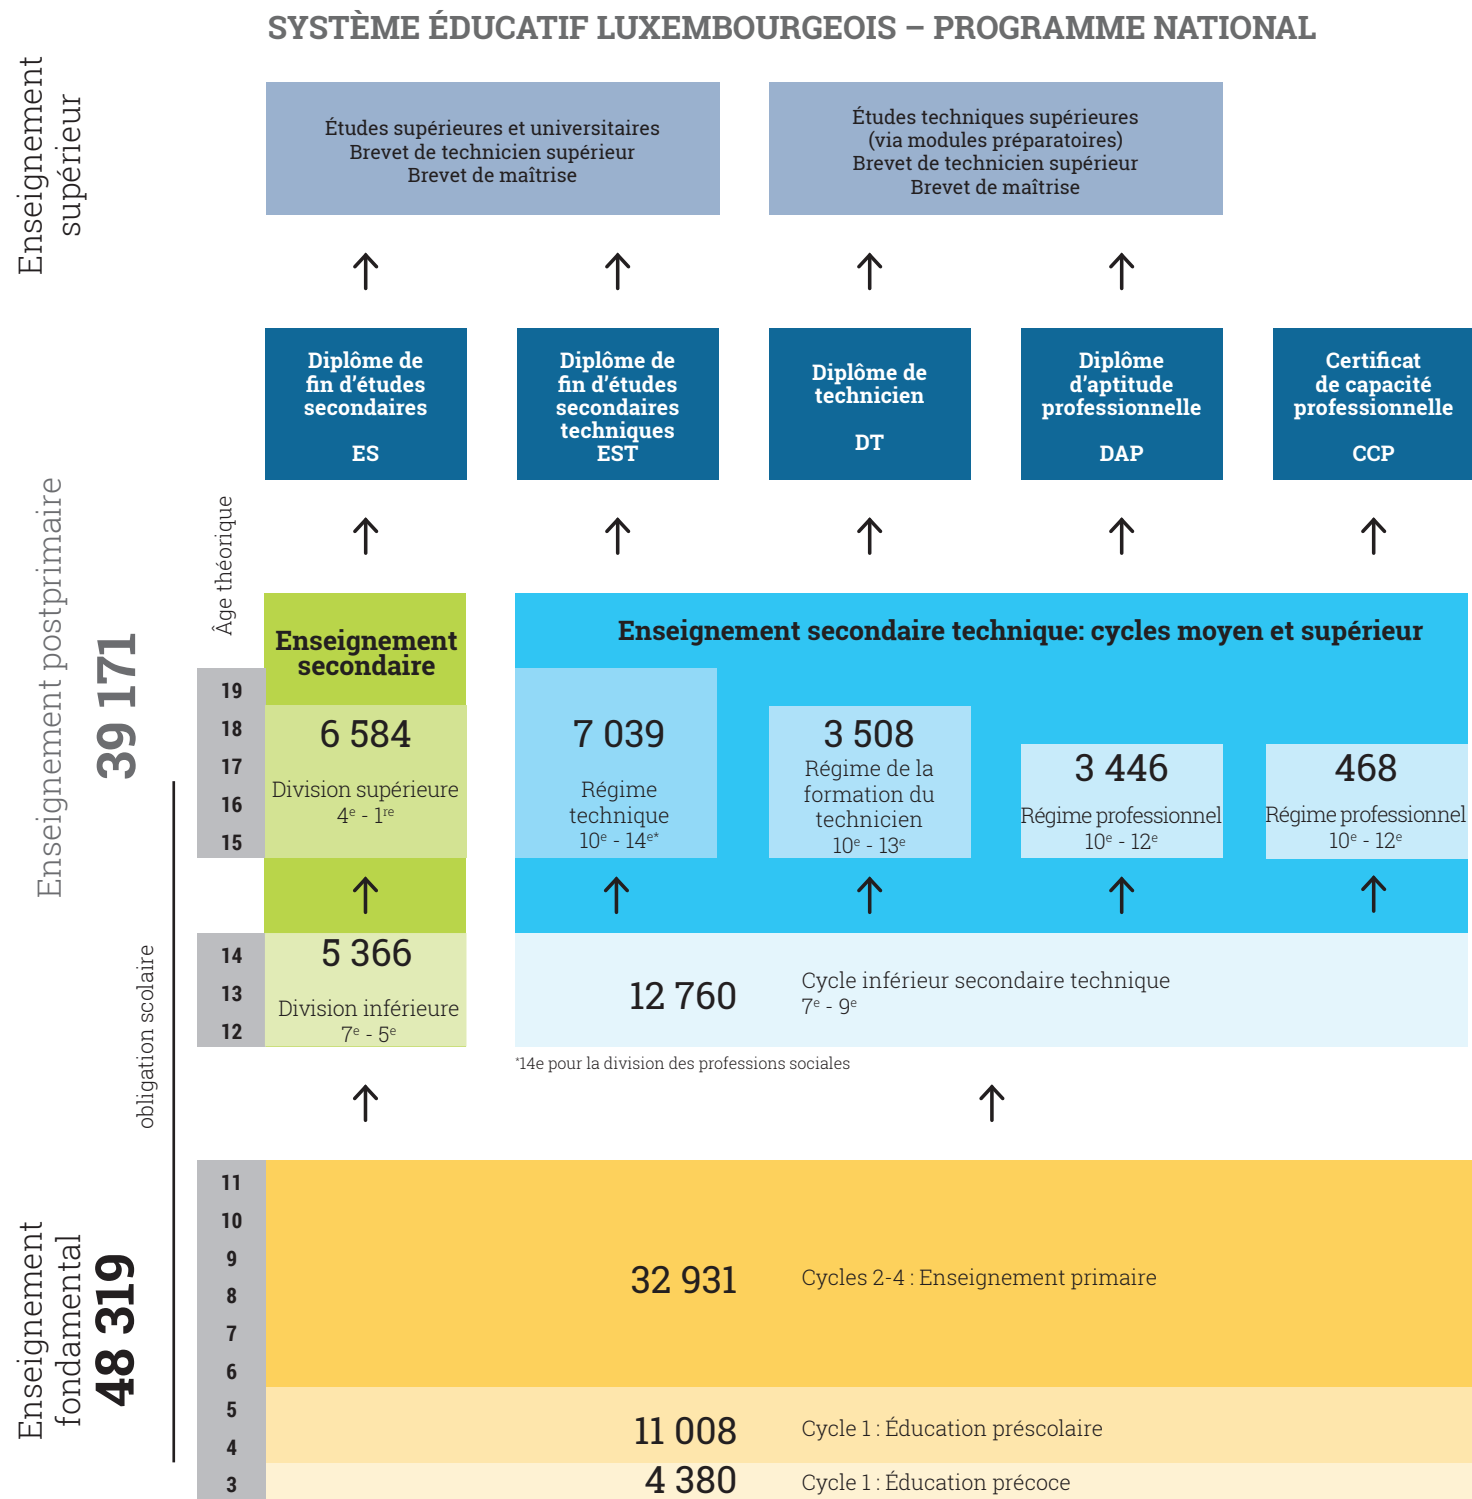 SYSTÈME ÉDUCATIF LUXEMBOURGEOIS – PROGRAMME NATIONAL
Enseignement
supérieur
Études supérieures et universitaires
Brevet de technicien supérieur
Brevet de maîtrise
Études techniques supérieures
(via modules préparatoires)
Brevet de technicien supérieur
Brevet de maîtrise
Diplôme de
fin d'études
secondaires
ES
Diplôme de
fin d'études
secondaires
techniques
EST
Diplôme de
technicien
DT
Diplôme
d'aptitude
professionnelle
DAP
Certificat
de capacité
professionnelle
CCP
Enseignement postprimaire
39 171
Âge théorique
Enseignement
secondaire
Enseignement secondaire technique: cycles moyen et supérieur
19
18
17
16
15
6 584
Division supérieure
4e - 1re
7 039
Régime
technique
10e - 14e*
3 508
Régime de la
formation du
technicien
10e - 13e
3 446
Régime professionnel
10e - 12e
468
Régime professionnel
10e - 12e
14
13
12
5 366
Division inférieure
7e - 5e
12 760
Cycle inférieur secondaire technique
7e - 9e
*14e pour la division des professions sociales
obligation scolaire
Enseignement
fondamental
48 319
11
10
9
8
7
6
5
4
3
32 931
Cycles 2-4 : Enseignement primaire
11 008
Cycle 1 : Éducation préscolaire
4 380
Cycle 1 : Éducation précoce